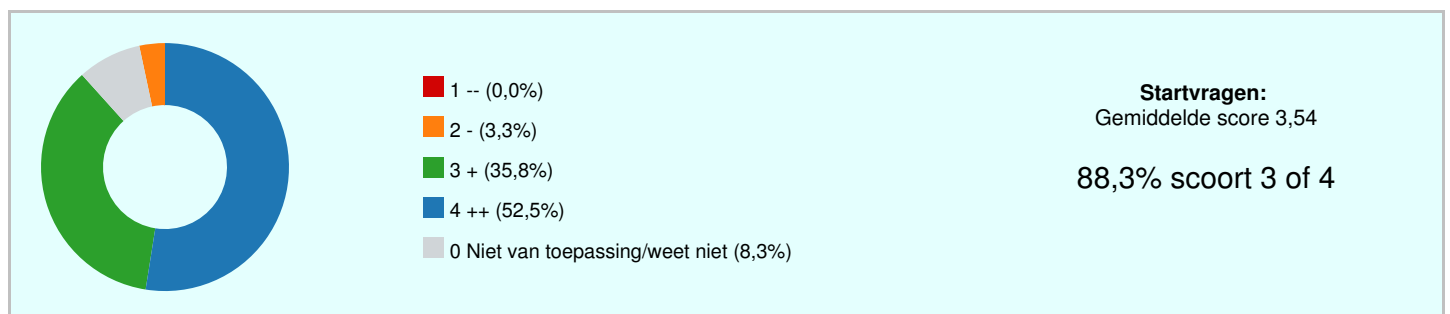 1 -- (0,0%)
2 - (3,3%)
3 + (35,8%)
4 ++ (52,5%)
0 Niet van toepassing/weet niet (8,3%)
Startvragen:
Gemiddelde score 3,54
88,3% scoort 3 of 4